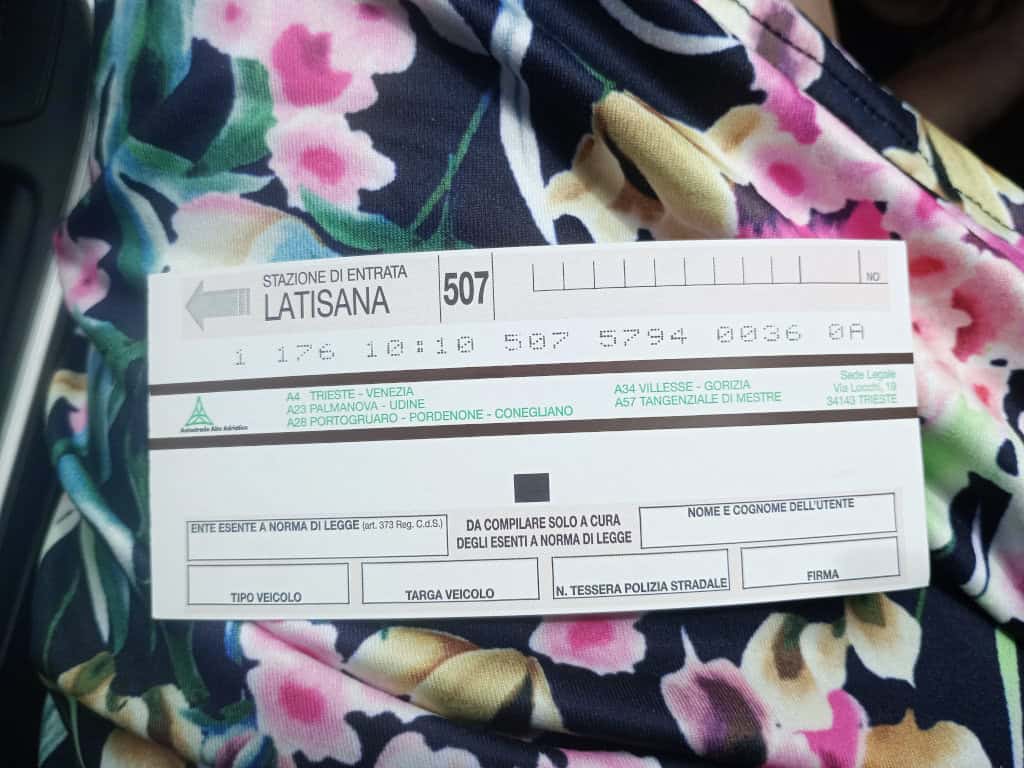 STAZIONE DI ENTRATA
LATISANA
507
NO
1 176 10:10 507 5794 0036 0A
A4 TRIESTE - VENEZIA
A23 PALMANOVA - UDINE
A28 PORTOGRUARO - PORDENONE - CONEGLIANO
A34 VILLESSE - GORIZIA
A57 TANGENZIALE DI MESTRE
Sede Legale
Via Locchi, 19
34143 TRIESTE
Autostrade Alto Adriatico
ENTE ESENTE A NORMA DI LEGGE (art. 373 Reg. C.d.S.)
DA COMPILARE SOLO A CURA
DEGLI ESENTI A NORMA DI LEGGE
NOME E COGNOME DELL'UTENTE
TIPO VEICOLO
TARGA VEICOLO
N. TESSERA POLIZIA STRADALE
FIRMA